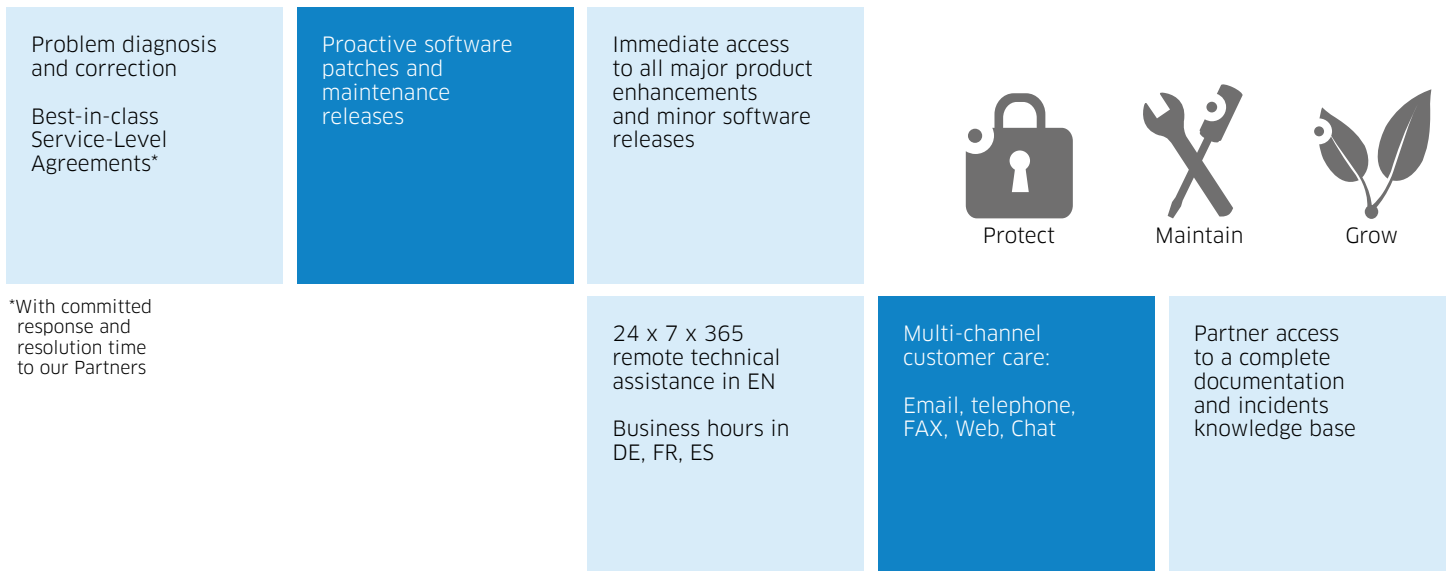 Problem diagnosis
and correction
Best-in-class
Service-Level
Agreements*
Proactive software
patches and
maintenance
releases
Immediate access
to all major product
enhancements
and minor software
releases
Protect
Maintain
Grow
*With committed
response and
resolution time
to our Partners
24 x 7 x 365
remote technical
assistance in EN
Business hours in
DE, FR, ES
Multi-channel
customer care:
Email, telephone,
FAX, Web, Chat
Partner access
to a complete
documentation
and incidents
knowledge base